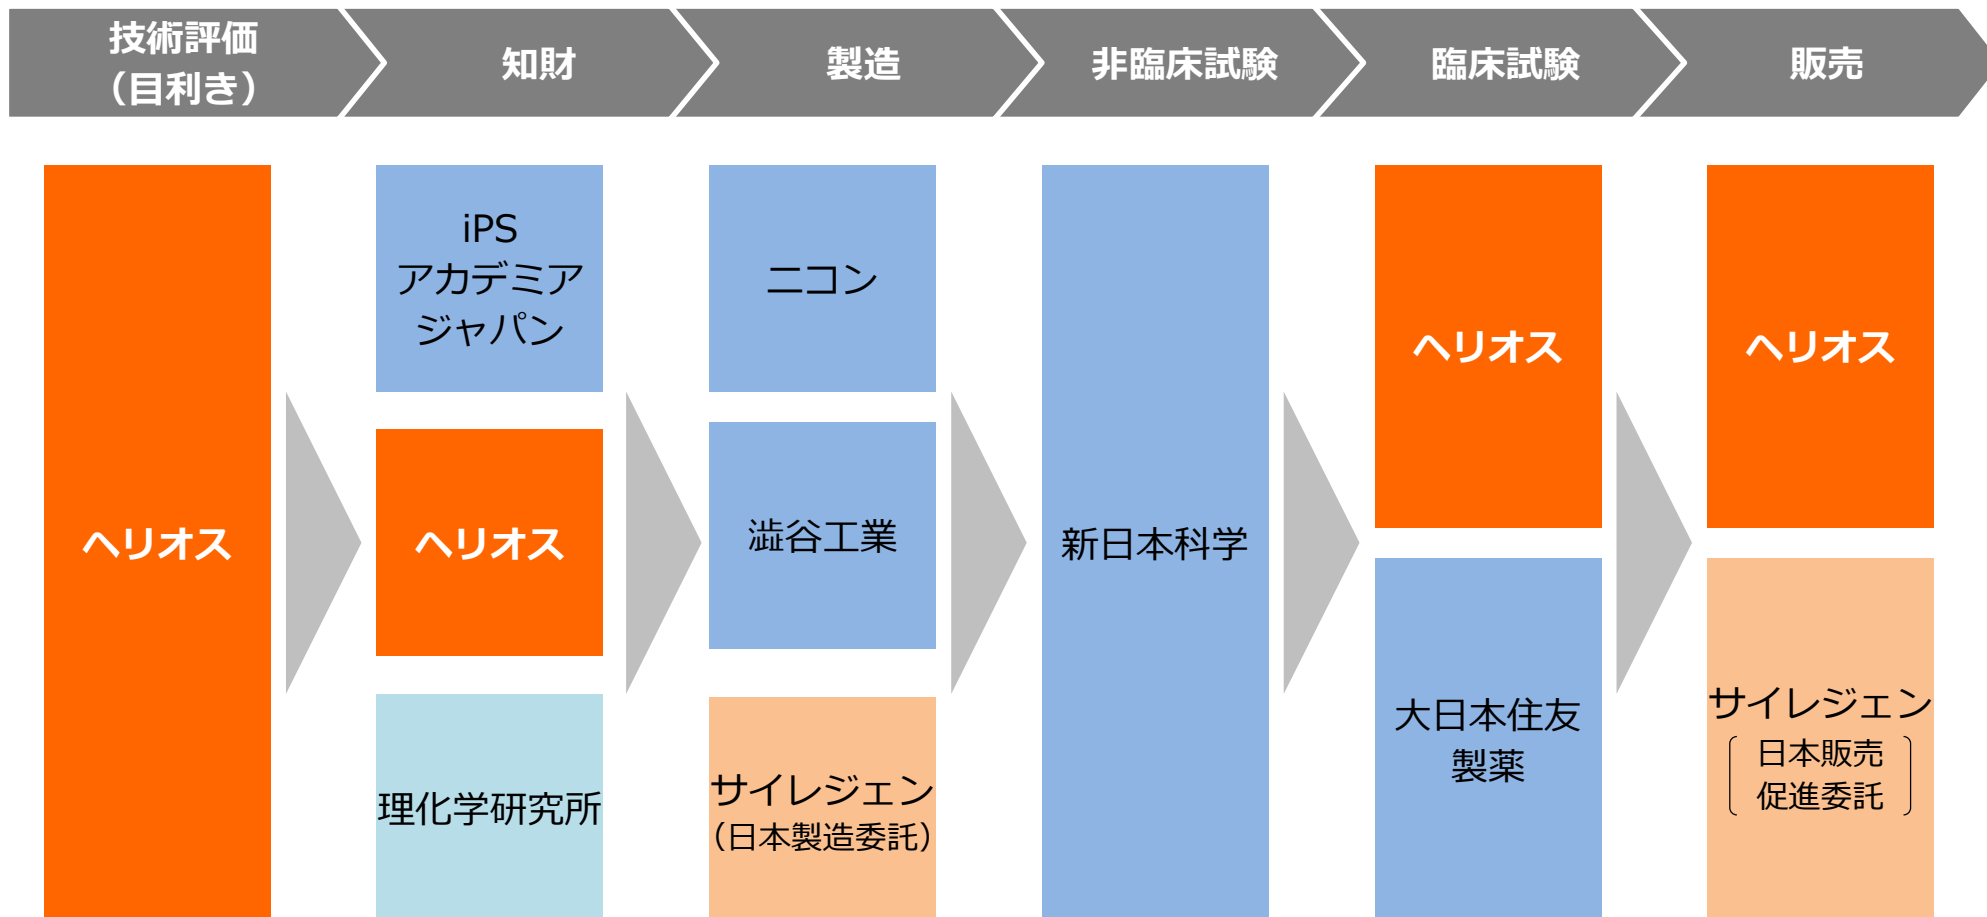 技術評価
（目利き）
知財
製造
非臨床試験
臨床試験
販売
ヘリオス
iPS
アカデミア
ジャパン
ヘリオス
理化学研究所
ニコン
澁谷工業
サイレジェン
（日本製造委託）
新日本科学
ヘリオス
大日本住友
製薬
ヘリオス
サイレジェン
日本販売
促進委託